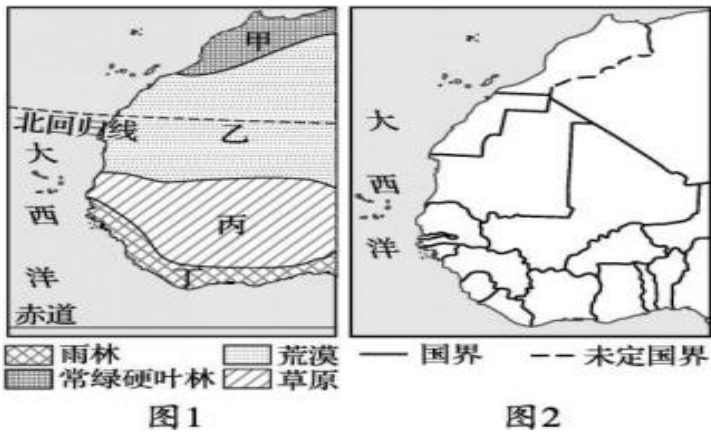 甲
北回归线
乙
大
西
洋
丙
丁
赤道
雨林
荒漠
常绿硬叶林
草原
图1
大
西
洋
国界
未定国界
图2